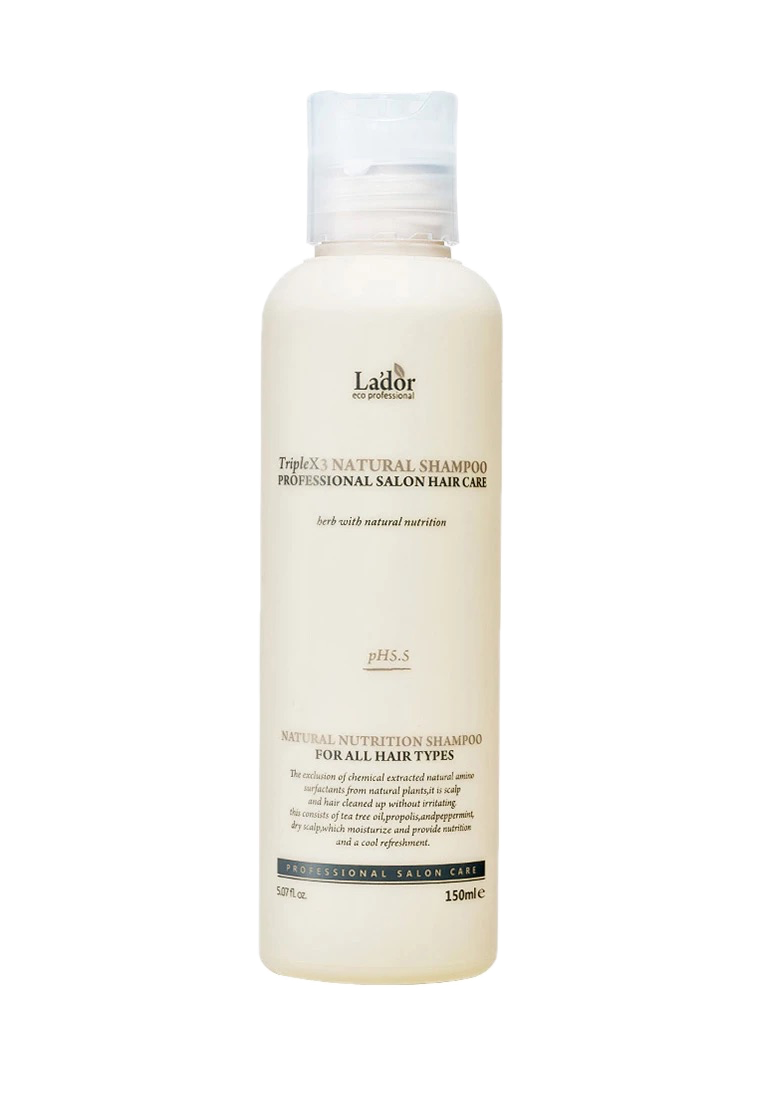 La'dor
eco professional
TripleX3 NATURAL SHAMPOO
PROFESSIONAL SALON HAIR CARE
herb with natural nutrition
pH5.5
NATURAL NUTRITION SHAMPOO
FOR ALL HAIR TYPES
The exclusion of chemical extracted natural amino
surfactants from natural plants,it is scalp
and hair cleaned up without irritating.
this consists of tea tree oil,propolis,andpeppermint,
dry scalp,which moisturize and provide nutrition
and a cool refreshment.
PROFESSIONAL SALON CARE
5.07 fl. oz. 150ml e